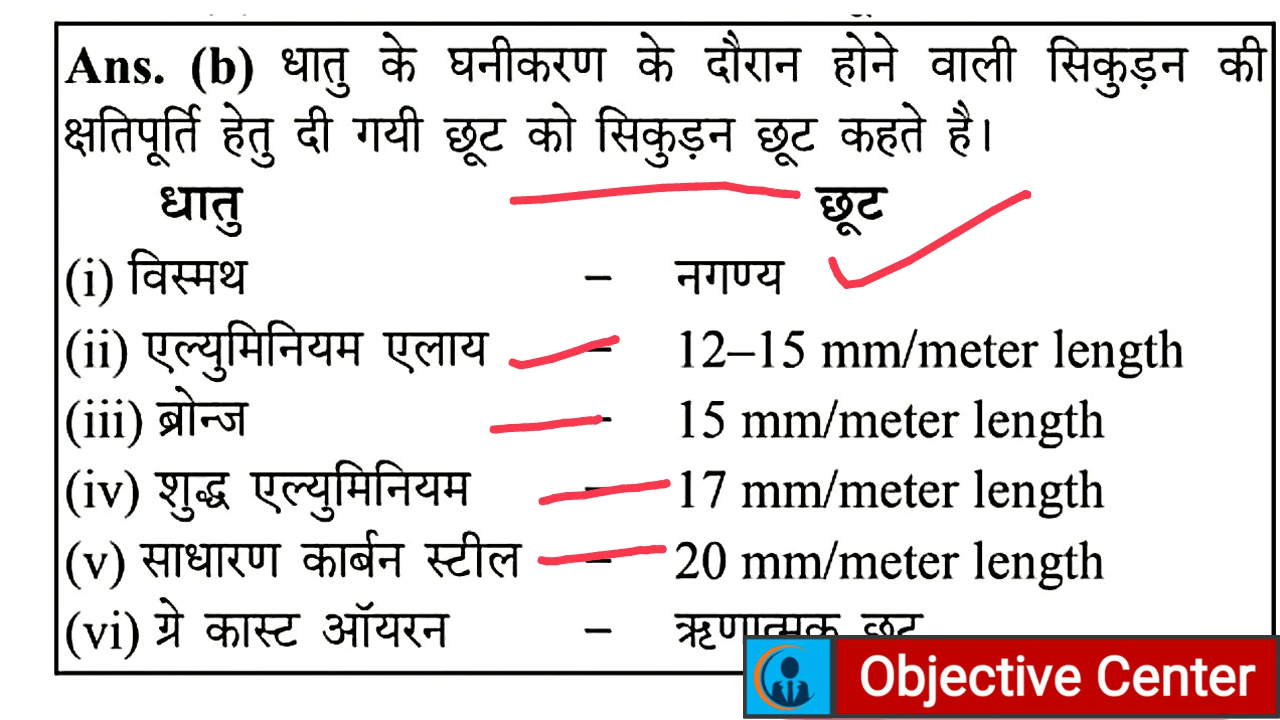 Ans. (b) धातु के घनीकरण के दौरान होने वाली सिकुड़न की
क्षतिपूर्ति हेतु दी गयी छूट को सिकुड़न छूट कहते है।
धातु छूट
(i) विस्मथ – नगण्य
(ii) एल्युमिनियम एलाय – 12–15 mm/meter length
(iii) ब्रोन्ज – 15 mm/meter length
(iv) शुद्ध एल्युमिनियम – 17 mm/meter length
(v) साधारण कार्बन स्टील – 20 mm/meter length
(vi) ग्रे कास्ट ऑयरन – ऋणात्मक छूट
Objective Center